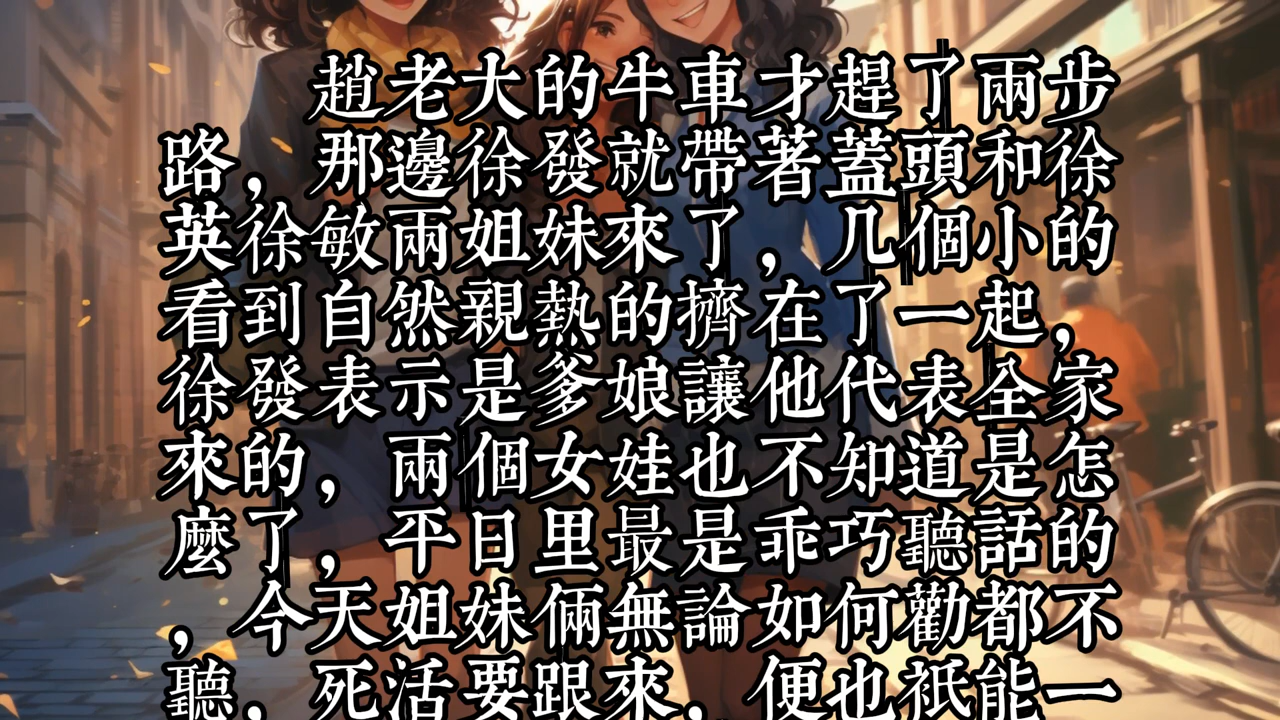 趙老大的牛車才趕了兩步
路，那邊徐發就帶著蓋頭和徐
英徐敏兩姐妹來了，几個小的
看到自然親熱的擠在了一起，
徐發表示是爹娘讓他代表全家
來的，兩個女娃也不知道是怎
麼了，平日里最是乖巧聽話的
，今天姐妹倆無論如何勸都不
聽，死活要跟來，便也衹能一